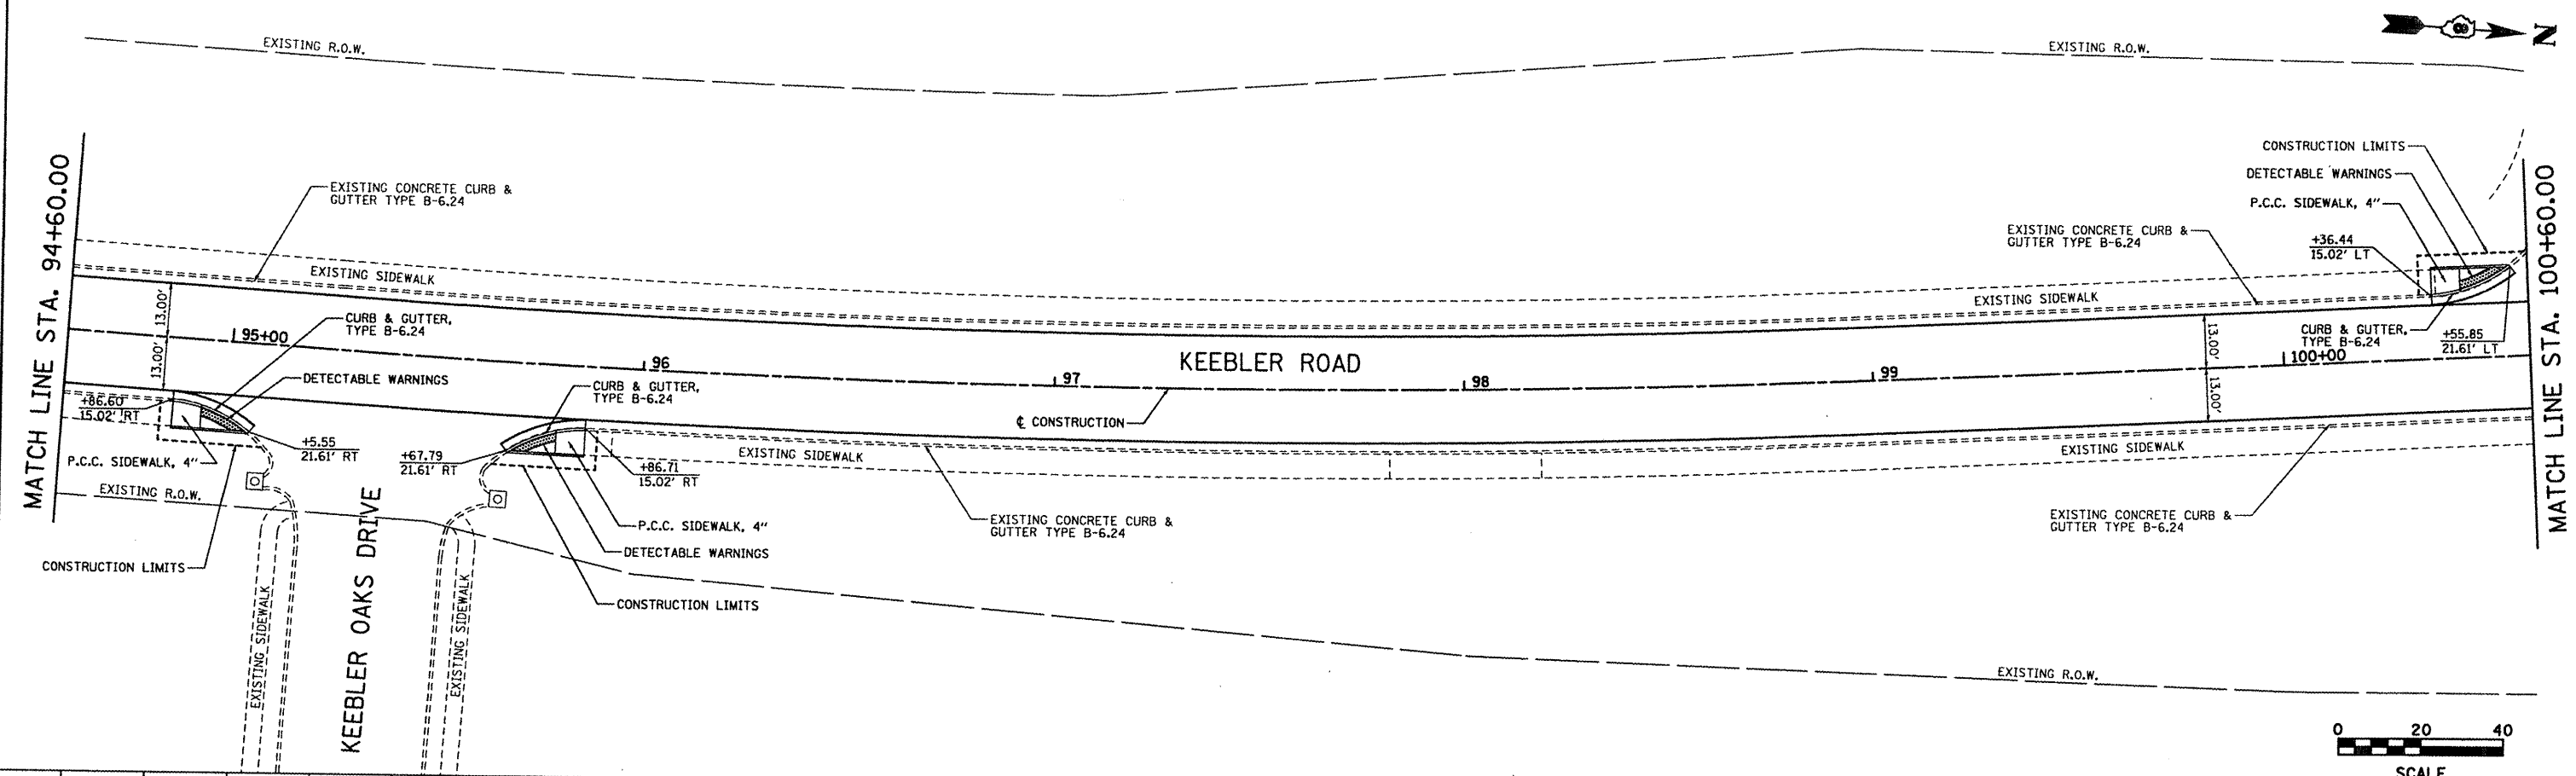 EXISTING R.O.W.
EXISTING R.O.W.
N
MATCH LINE STA. 94+60.00
MATCH LINE STA. 100+60.00
EXISTING CONCRETE CURB &
GUTTER TYPE B-6.24
EXISTING SIDEWALK
CONSTRUCTION LIMITS
DETECTABLE WARNINGS
P.C.C. SIDEWALK, 4"
EXISTING CONCRETE CURB &
GUTTER TYPE B-6.24
+36.44
15.02' LT
EXISTING SIDEWALK
CURB & GUTTER,
TYPE B-6.24
+55.85
21.61' LT
13.00'
13.00'
95+00
96
97
98
99
100+00
KEEBLER ROAD
℄ CONSTRUCTION
13.00'
13.00'
CURB & GUTTER,
TYPE B-6.24
DETECTABLE WARNINGS
CURB & GUTTER,
TYPE B-6.24
+86.60
15.02' RT
+5.55
21.61' RT
P.C.C. SIDEWALK, 4"
EXISTING R.O.W.
CONSTRUCTION LIMITS
+67.79
21.61' RT
+86.71
15.02' RT
EXISTING SIDEWALK
P.C.C. SIDEWALK, 4"
DETECTABLE WARNINGS
CONSTRUCTION LIMITS
EXISTING CONCRETE CURB &
GUTTER TYPE B-6.24
EXISTING SIDEWALK
EXISTING CONCRETE CURB &
GUTTER TYPE B-6.24
EXISTING SIDEWALK
KEEBLER OAKS DRIVE
EXISTING SIDEWALK
EXISTING R.O.W.
0 20 40
SCALE